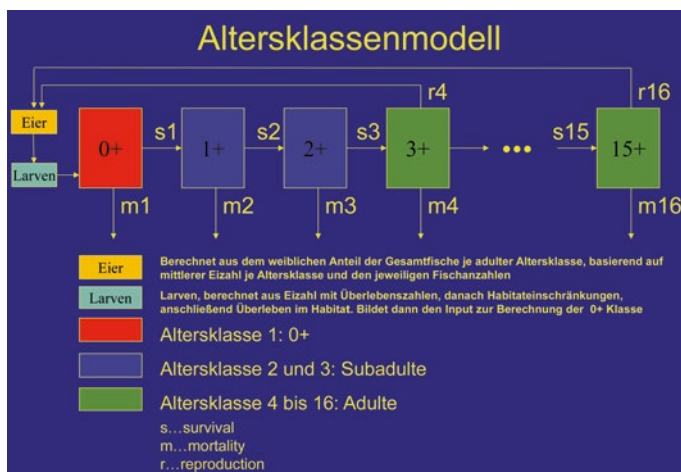 Altersklassenmodell
r4
r16
Eier
s1
s2
s3
s15
0+
1+
2+
3+
•••
15+
Larven
m1
m2
m3
m4
m16
Eier
Berechnet aus dem weiblichen Anteil der Gesamtfische je adulter Altersklasse, basierend auf
mittlerer Eizahl je Altersklasse und den jeweiligen Fischanzahlen
Larven
Larven, berechnet aus Eizahl mit Überlebenszahlen, danach Habitateinschränkungen,
anschließend Überleben im Habitat. Bildet dann den Input zur Berechnung der 0+ Klasse
Altersklasse 1: 0+
Altersklasse 2 und 3: Subadulte
Altersklasse 4 bis 16: Adulte
s...survival
m...mortality
r...reproduction